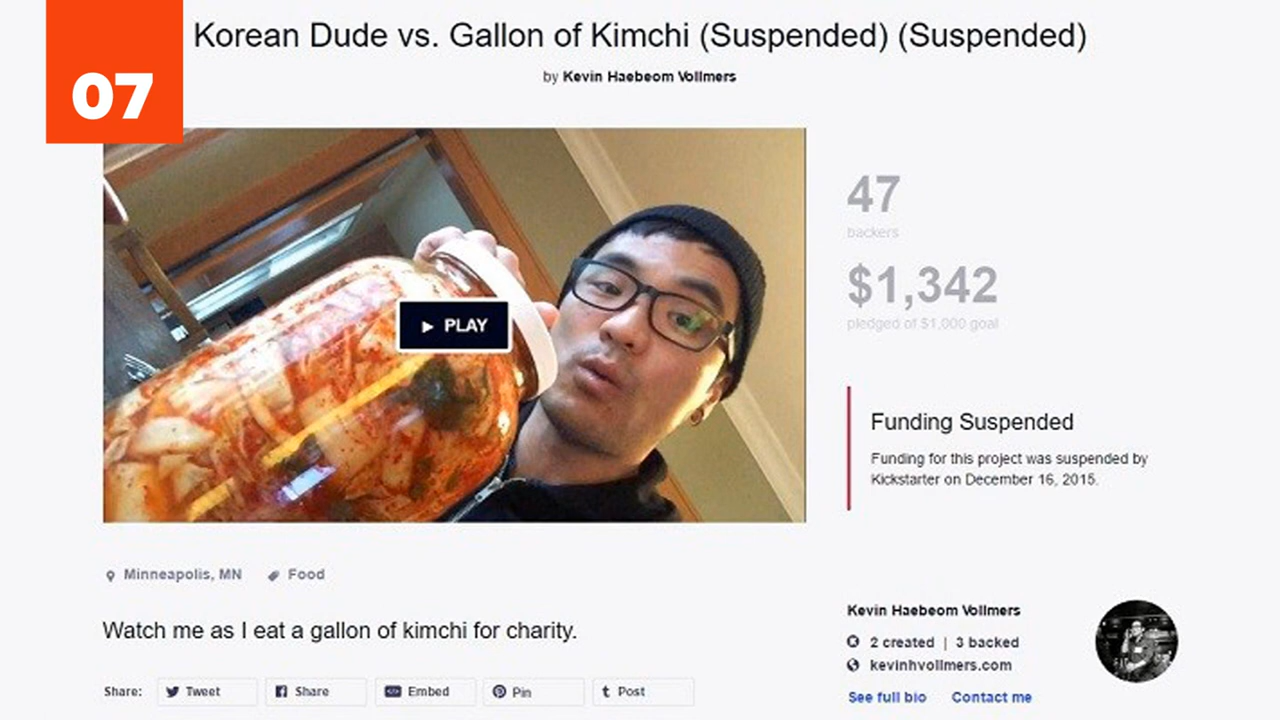 07
Korean Dude vs. Gallon of Kimchi (Suspended) (Suspended)
by Kevin Haebeom Vollmers
PLAY
47
backers
$1,342
pledged of $1,000 goal
Funding Suspended
Funding for this project was suspended by
Kickstarter on December 16, 2015.
Minneapolis, MN Food
Watch me as I eat a gallon of kimchi for charity.
Share: Tweet Share Embed Pin Post
Kevin Haebeom Vollmers
2 created | 3 backed
kevinhvollmers.com
See full bio Contact me